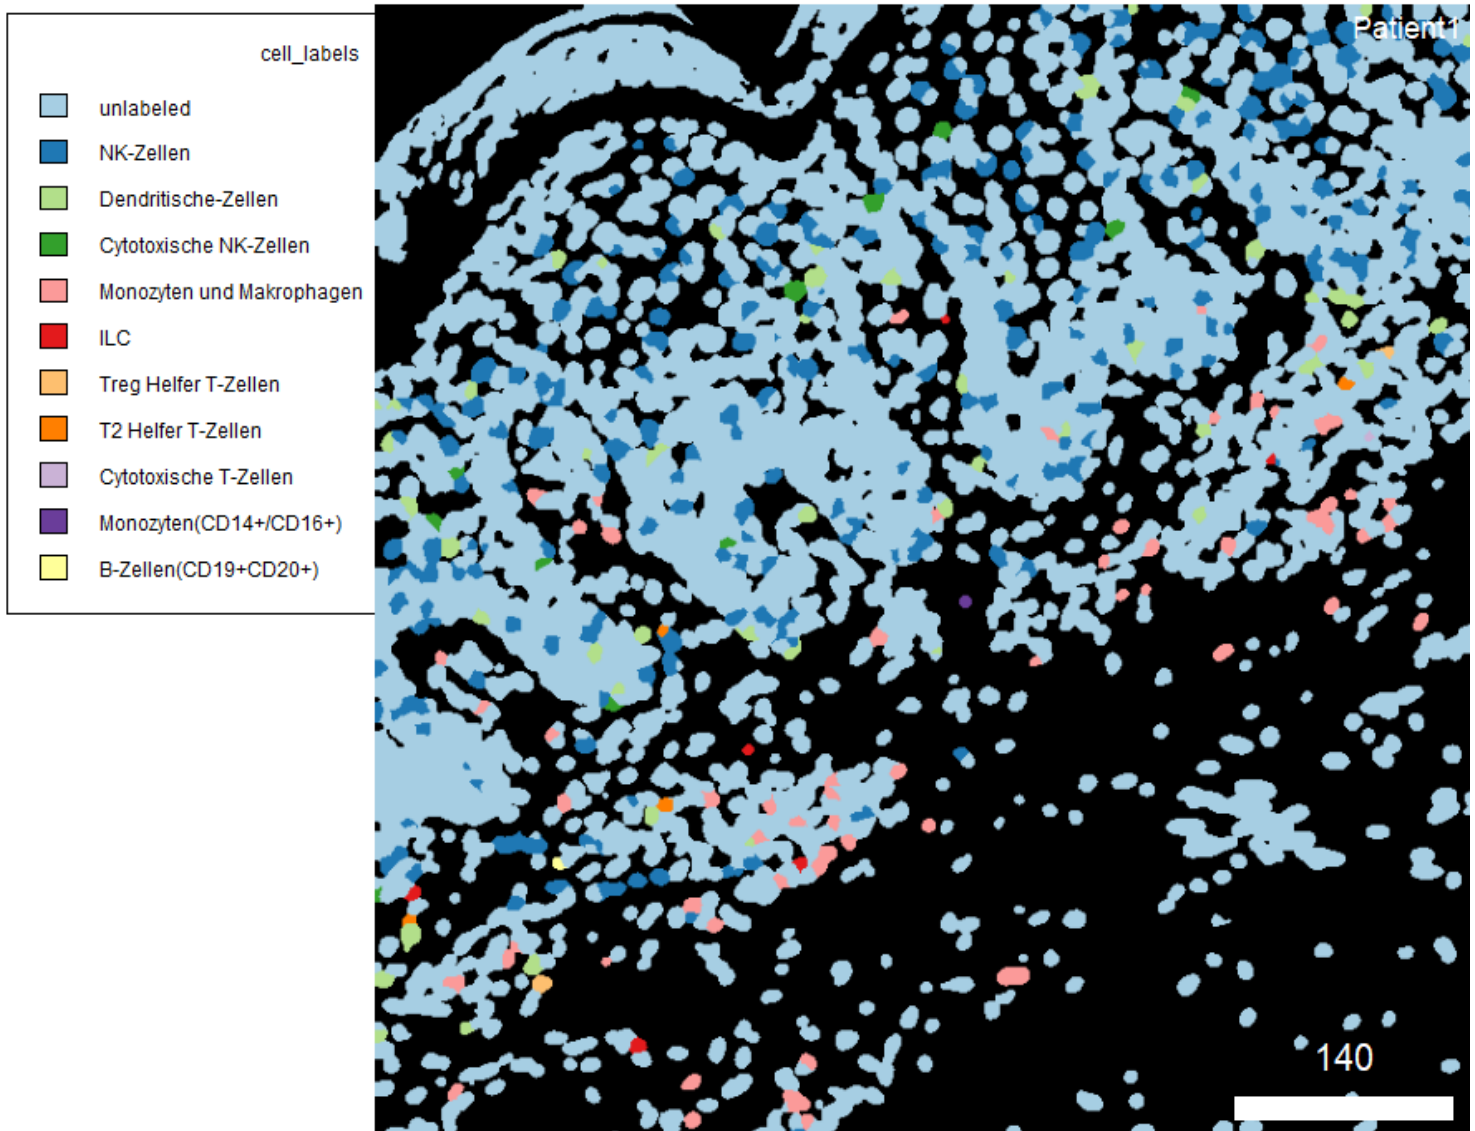 cell_labels
unlabeled
NK-Zellen
Dendritische-Zellen
Cytotoxische NK-Zellen
Monozyten und Makrophagen
ILC
Treg Helfer T-Zellen
T2 Helfer T-Zellen
Cytotoxische T-Zellen
Monozyten(CD14+/CD16+)
B-Zellen(CD19+CD20+)
Patient1
140